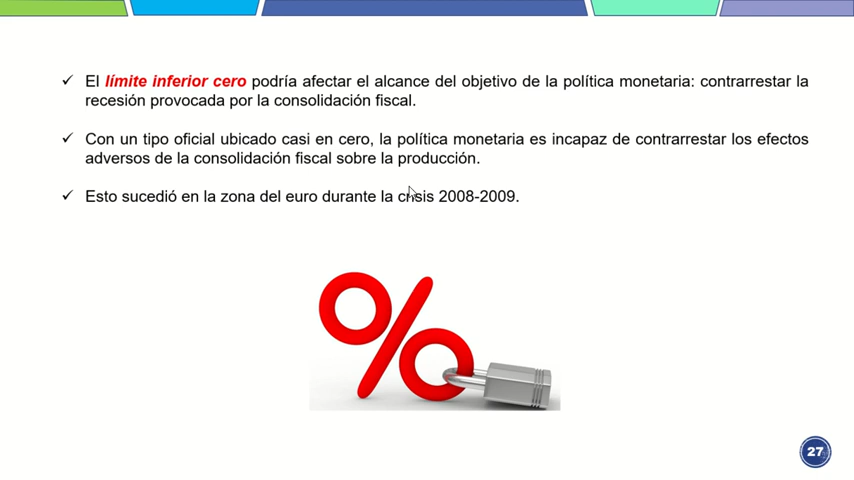 ✓ El límite inferior cero podría afectar el alcance del objetivo de la política monetaria: contrarrestar la
recesión provocada por la consolidación fiscal.
✓ Con un tipo oficial ubicado casi en cero, la política monetaria es incapaz de contrarrestar los efectos
adversos de la consolidación fiscal sobre la producción.
✓ Esto sucedió en la zona del euro durante la crisis 2008-2009.
%
27